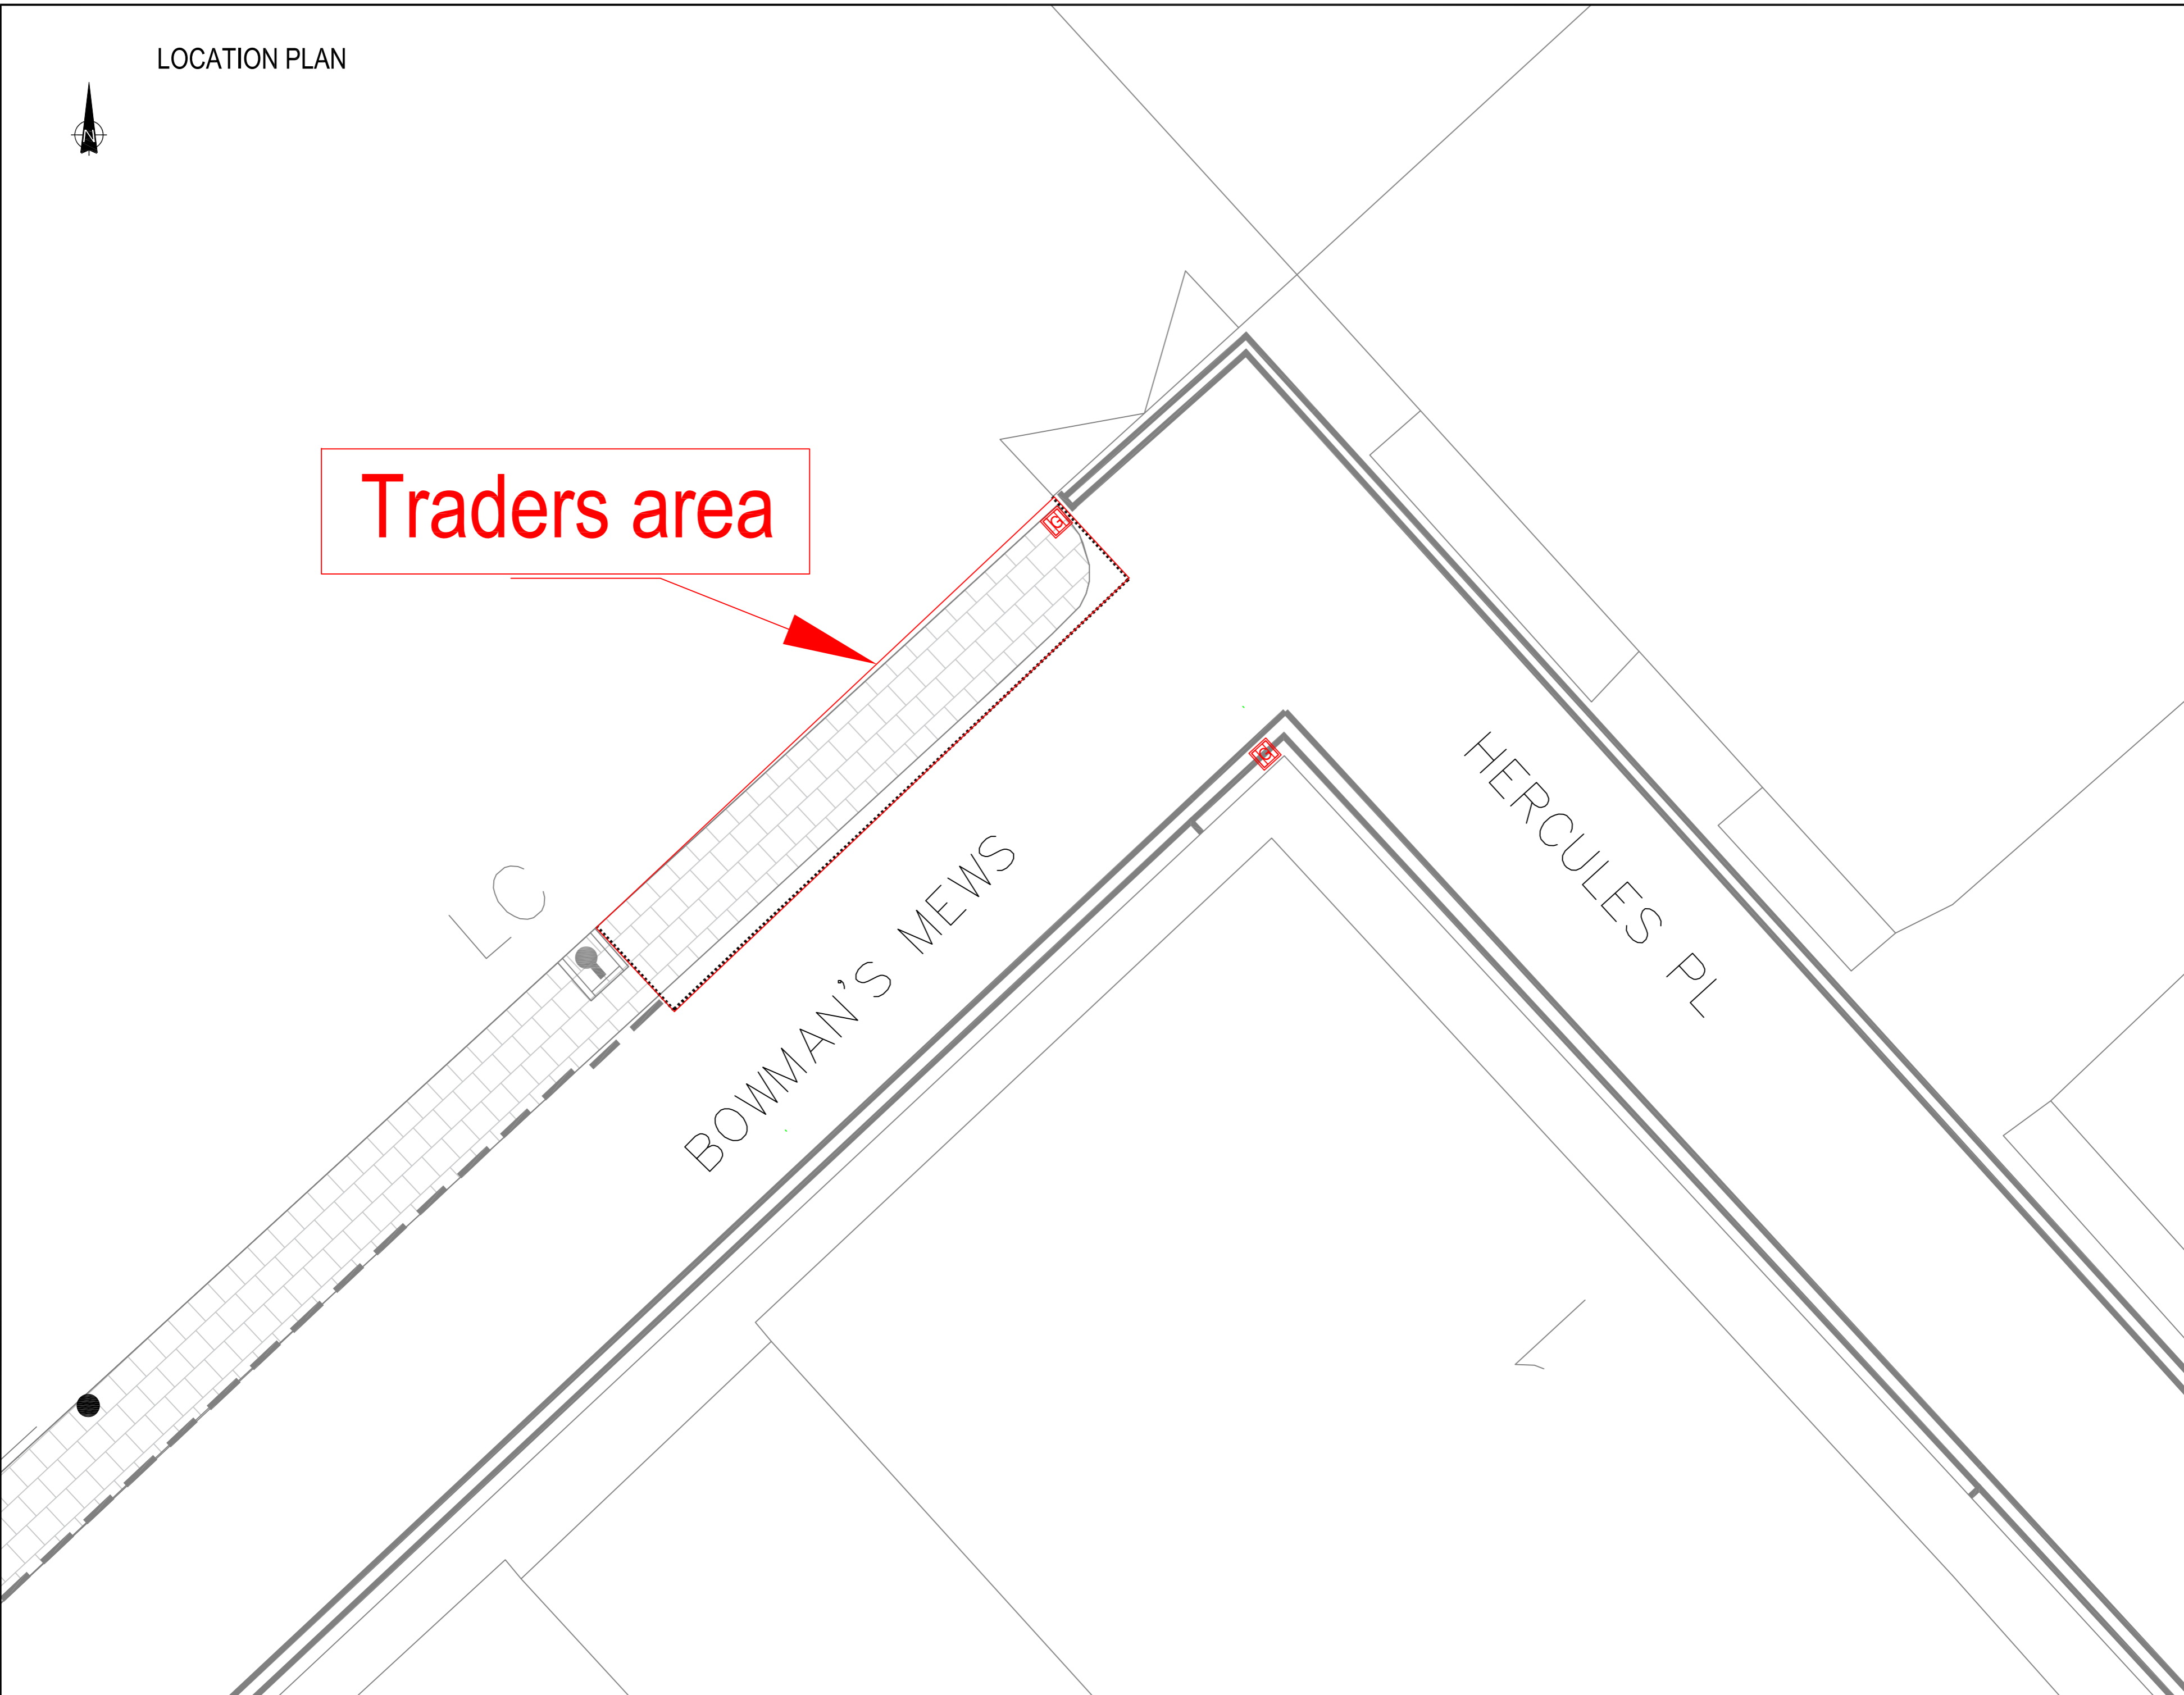 LOCATION PLAN
N
Traders area
G
G
LC
BOWMAN'S MEWS
HERCULES PL